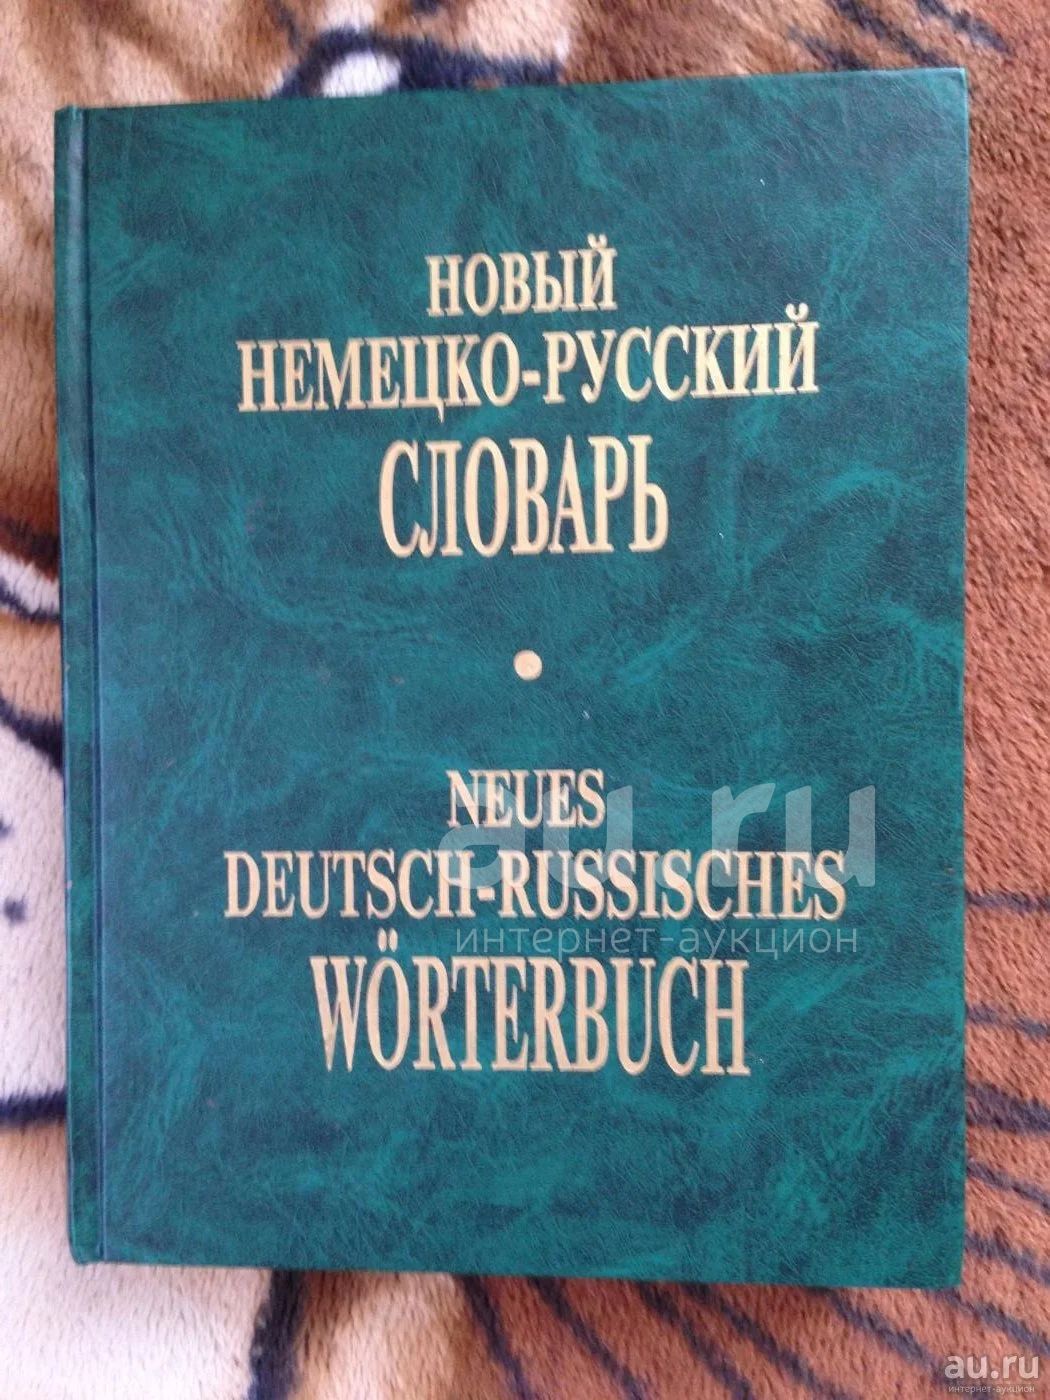 НОВЫЙ
НЕМЕЦКО-РУССКИЙ
СЛОВАРЬ
NEUES
au.ru
DEUTSCH-RUSSISCHES
интернет-аукцион
WÖRTERBUCH
au.ru
интернет-аукцион